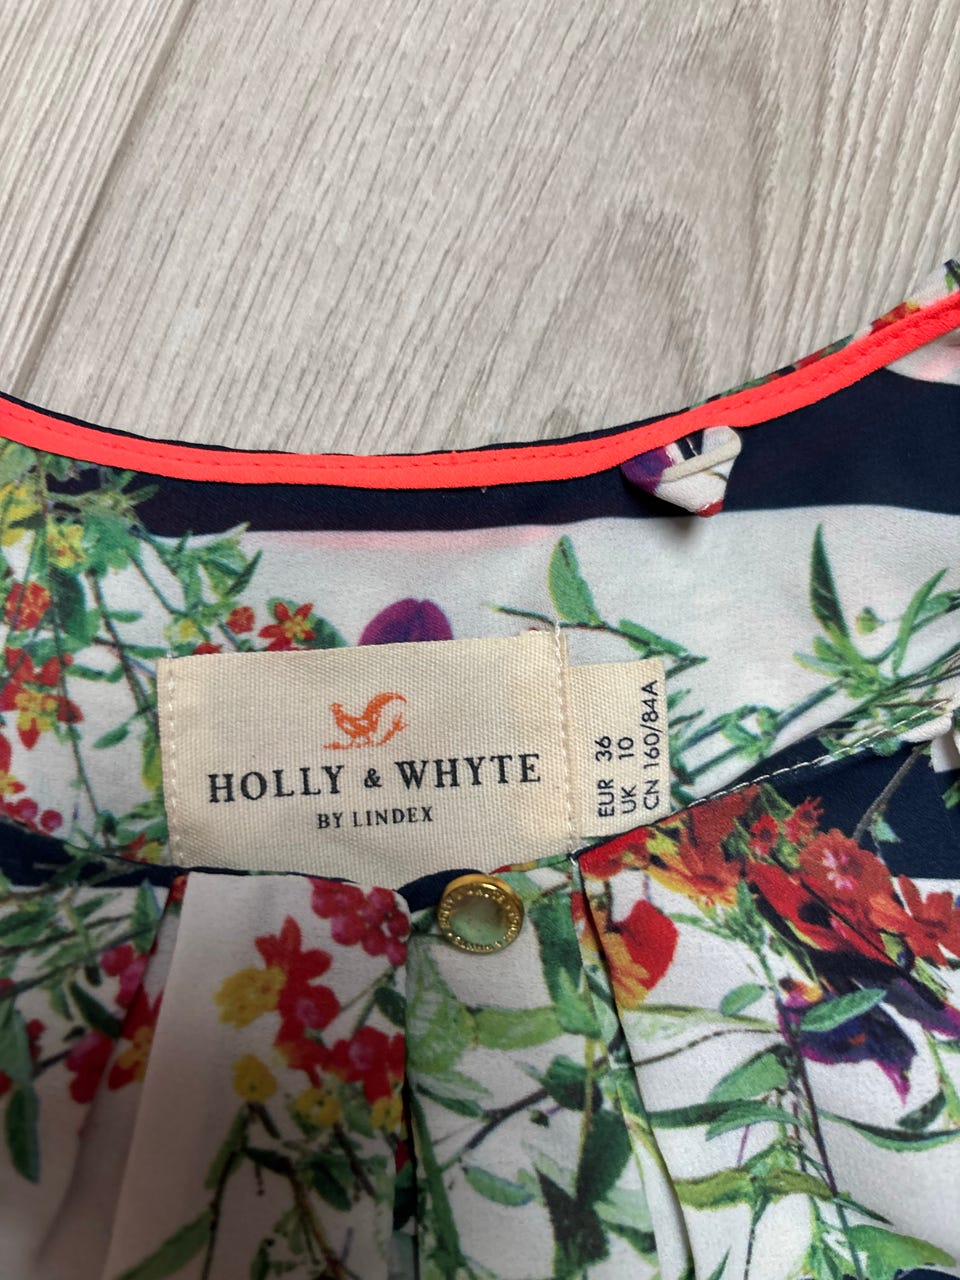 HOLLY & WHYTE
BY LINDEX
EUR 36
UK 10
CN 160/84A